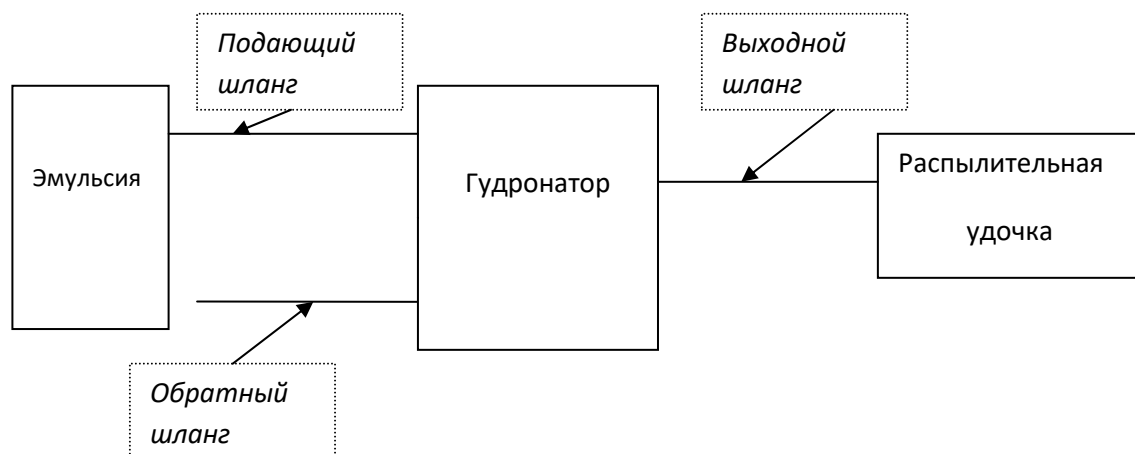 Подающий
шланг
Выходной
шланг
Эмульсия
Гудронатор
Распылительная
удочка
Обратный
шланг